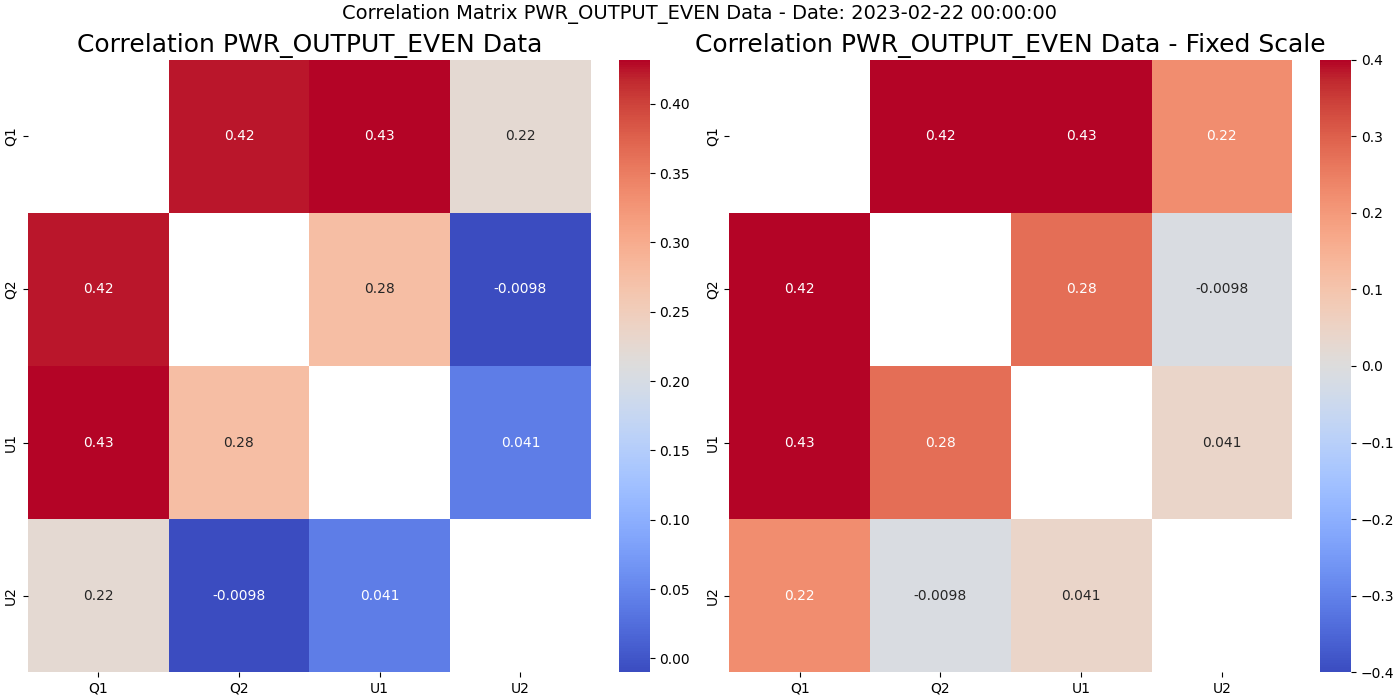 Correlation Matrix PWR_OUTPUT_EVEN Data - Date: 2023-02-22 00:00:00
Correlation PWR_OUTPUT_EVEN Data
Q1
0.42
0.43
0.22
Q2
0.42
0.28
-0.0098
U1
0.43
0.28
0.041
U2
0.22
-0.0098
0.041
Q1
Q2
U1
U2
0.40
0.35
0.30
0.25
0.20
0.15
0.10
0.05
0.00
Correlation PWR_OUTPUT_EVEN Data - Fixed Scale
Q1
0.42
0.43
0.22
Q2
0.42
0.28
-0.0098
U1
0.43
0.28
0.041
U2
0.22
-0.0098
0.041
Q1
Q2
U1
U2
0.4
0.3
0.2
0.1
0.0
−0.1
−0.2
−0.3
−0.4